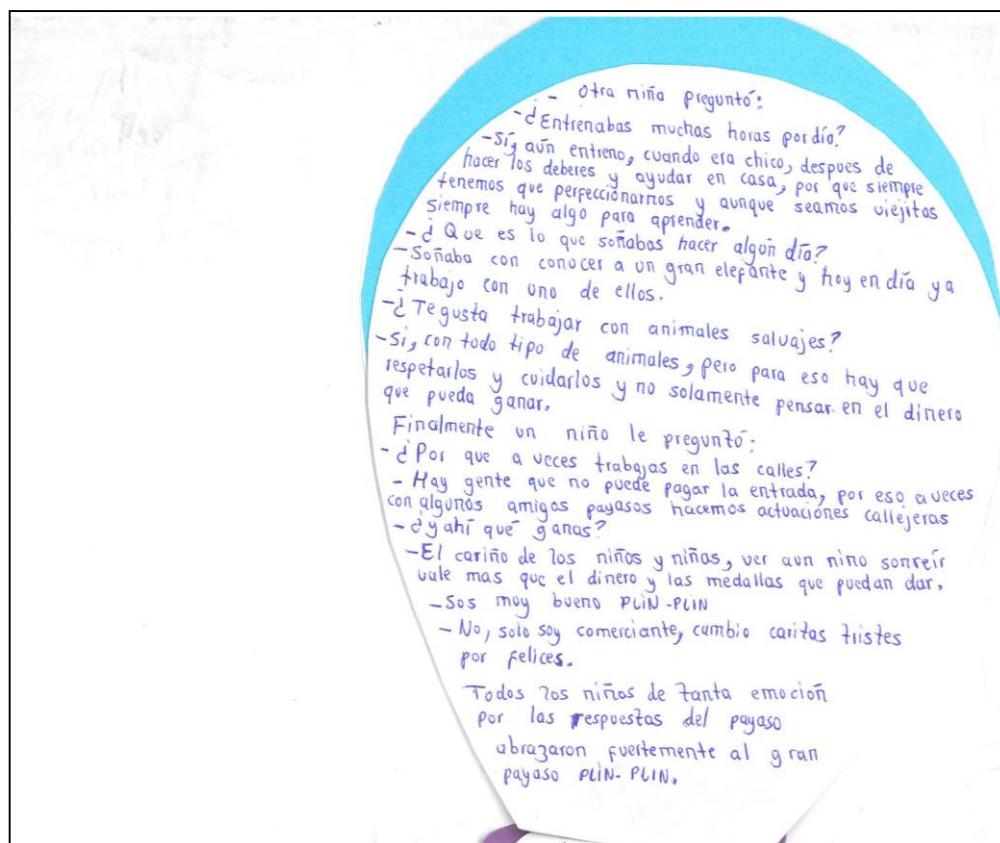 - Otra niña preguntó:
-¿Entrenabas muchas horas por día?
-Sí, aún entreno, cuando era chico, despues de
hacer los deberes y ayudar en casa, por que siempre
tenemos que perfeccionarnos y aunque seamos viejitos
siempre hay algo para aprender.
-¿Que es lo que soñabas hacer algún día?
-Soñaba con conocer a un gran elefante y hoy en día ya
trabajo con uno de ellos.
-¿Te gusta trabajar con animales salvajes?
-Sí, con todo tipo de animales, pero para eso hay que
respetarlos y cuidarlos y no solamente pensar en el dinero
que pueda ganar.
Finalmente un niño le preguntó:
-¿Por que a veces trabajas en las calles?
- Hay gente que no puede pagar la entrada, por eso a veces
con algunos amigos payasos hacemos actuaciones callejeras
-¿y ahí qué ganas?
-El cariño de los niños y niñas, ver aun nino sonreír
vale mas que el dinero y las medallas que puedan dar.
-Sos muy bueno PLIN-PLIN
- No, solo soy comerciante, cambio caritas tristes
por felices.
Todos los niños de tanta emoción
por las respuestas del payaso
abrazaron fuertemente al gran
payaso PLIN-PLIN.